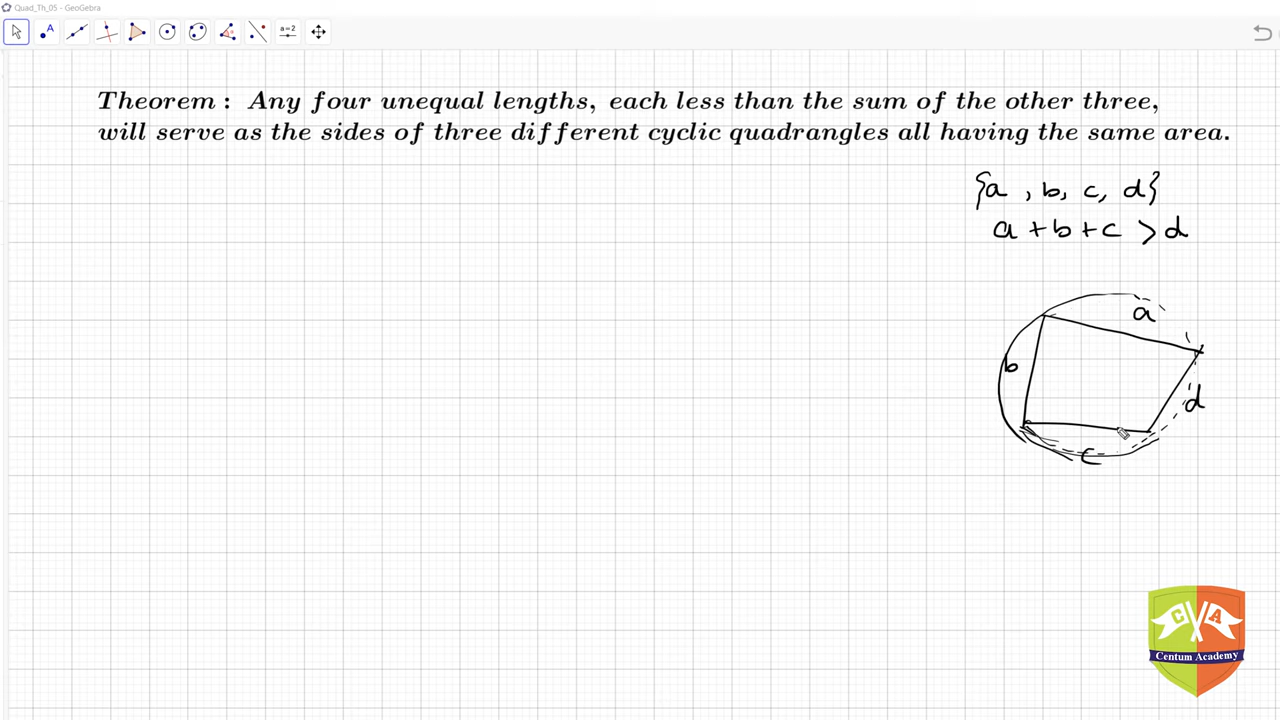 Quad_Th_05 - GeoGebra
A
a=2
Theorem : Any four unequal lengths, each less than the sum of the other three,
will serve as the sides of three different cyclic quadrangles all having the same area.
{a , b, c, d}
a + b + c > d
a
b
d
c
C A
Centum Academy